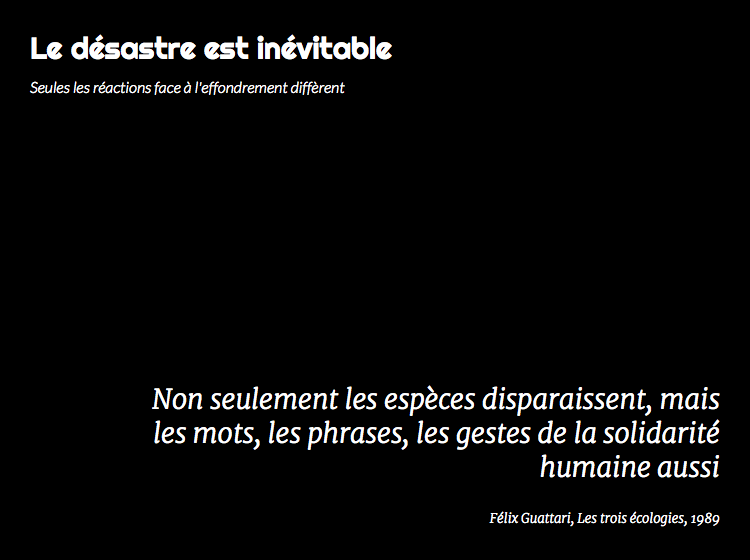 Le désastre est inévitable
Seules les réactions face à l'effondrement diffèrent
Non seulement les espèces disparaissent, mais
les mots, les phrases, les gestes de la solidarité
humaine aussi
Félix Guattari, Les trois écologies, 1989